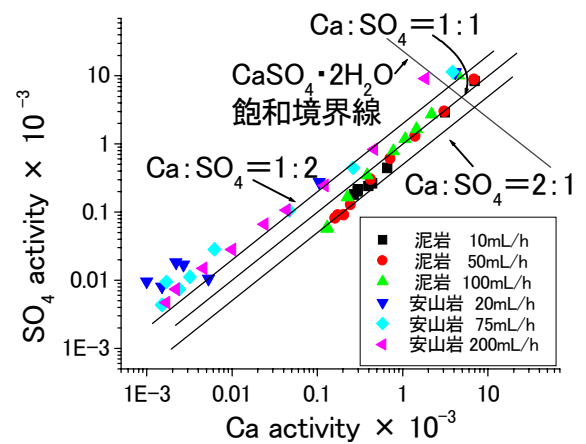 Ca:SO₄=1:1
CaSO₄・2H₂O
飽和境界線
Ca:SO₄=1:2
Ca:SO₄=2:1
SO₄ activity × 10⁻³
10
1
0.1
0.01
1E-3
泥岩 10mL/h
泥岩 50mL/h
泥岩 100mL/h
安山岩 20mL/h
安山岩 75mL/h
安山岩 200mL/h
1E-3 0.01 0.1 1 10
Ca activity × 10⁻³